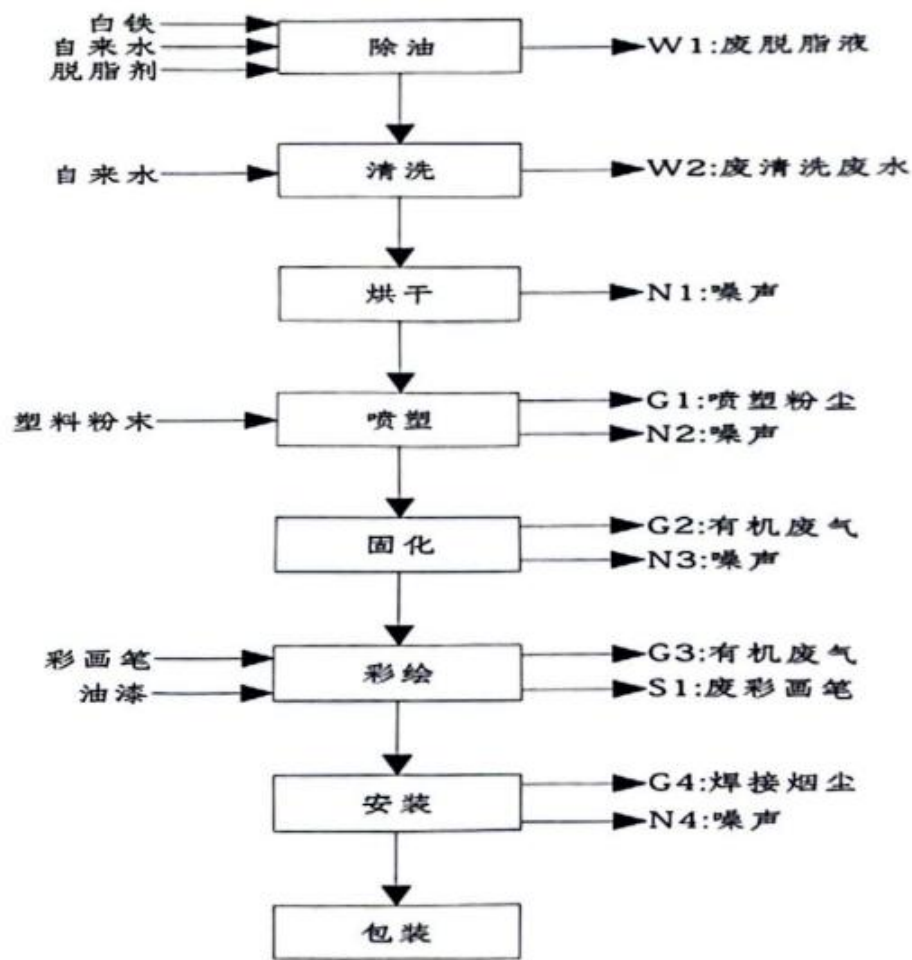 白铁
自来水
脱脂剂
除油
W1:废脱脂液
自来水
清洗
W2:废清洗废水
烘干
N1:噪声
塑料粉末
喷塑
G1:喷塑粉尘
N2:噪声
固化
G2:有机废气
N3:噪声
彩画笔
油漆
彩绘
G3:有机废气
S1:废彩画笔
安装
G4:焊接烟尘
N4:噪声
包装